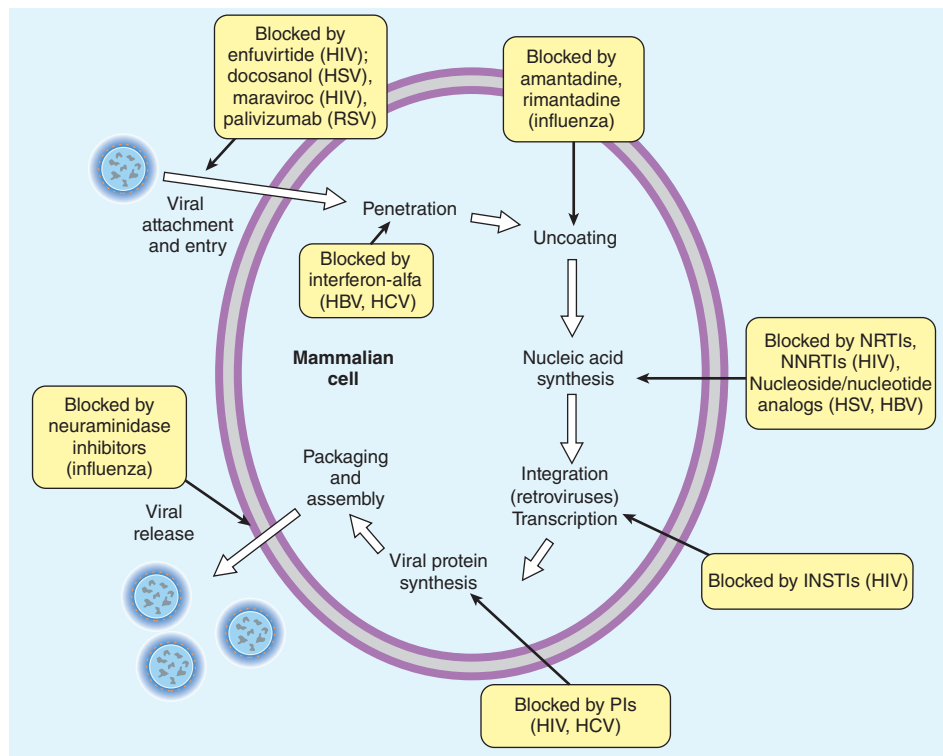 Blocked by
enfuvirtide (HIV);
docosanol (HSV),
maraviroc (HIV),
palivizumab (RSV)
Blocked by
amantadine,
rimantadine
(influenza)
Viral
attachment
and entry
Penetration
Uncoating
Blocked by
interferon-alfa
(HBV, HCV)
Mammalian
cell
Nucleic acid
synthesis
Blocked by NRTIs,
NNRTIs (HIV),
Nucleoside/nucleotide
analogs (HSV, HBV)
Blocked by
neuraminidase
inhibitors
(influenza)
Packaging
and
assembly
Integration
(retroviruses)
Transcription
Viral
release
Viral protein
synthesis
Blocked by INSTIs (HIV)
Blocked by PIs
(HIV, HCV)